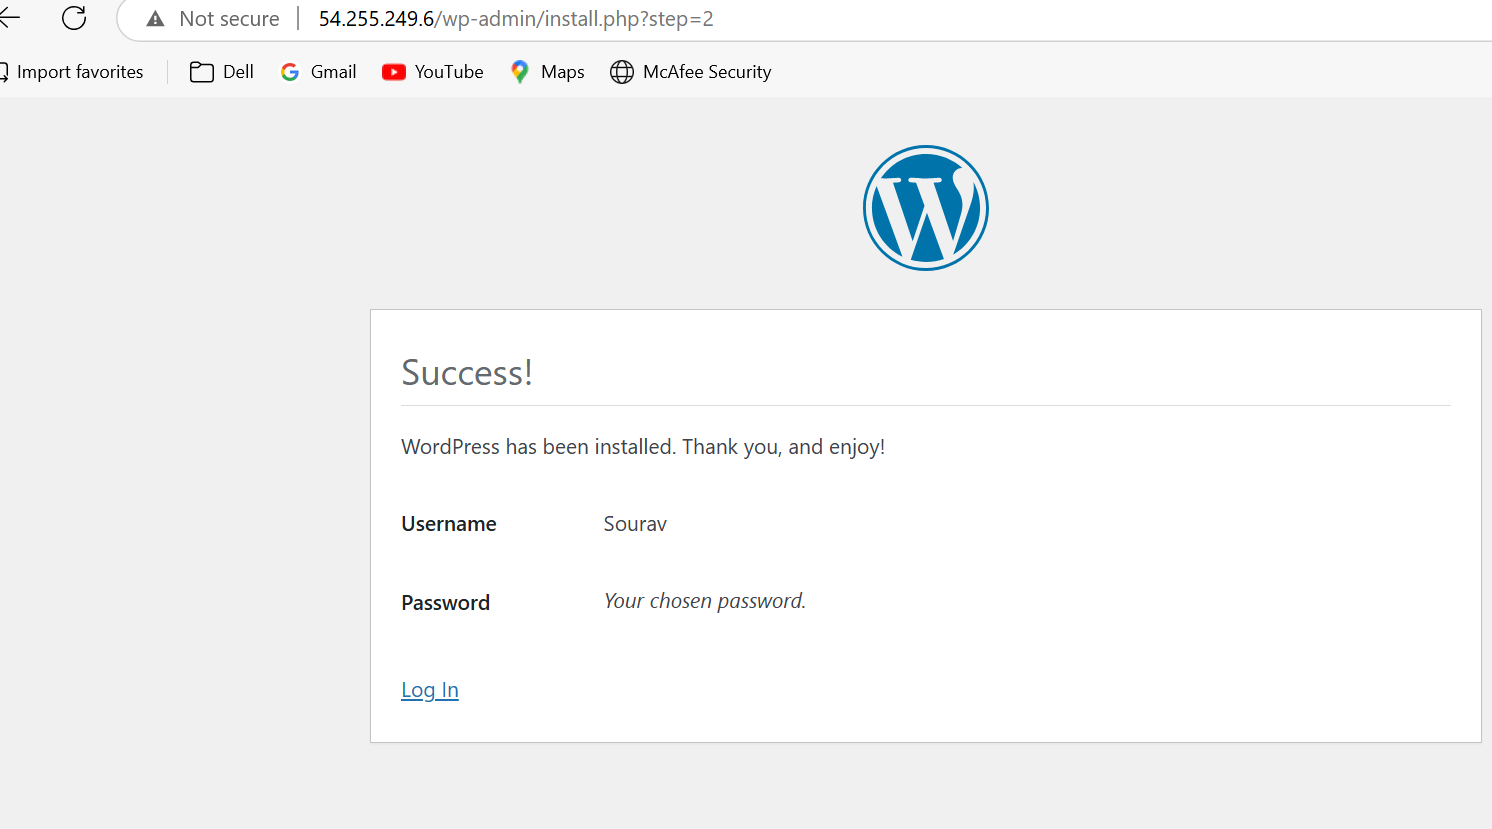 Not secure 54.255.249.6/wp-admin/install.php?step=2
Import favorites Dell Gmail YouTube Maps McAfee Security
Success!
WordPress has been installed. Thank you, and enjoy!
Username Sourav
Password Your chosen password.
Log In